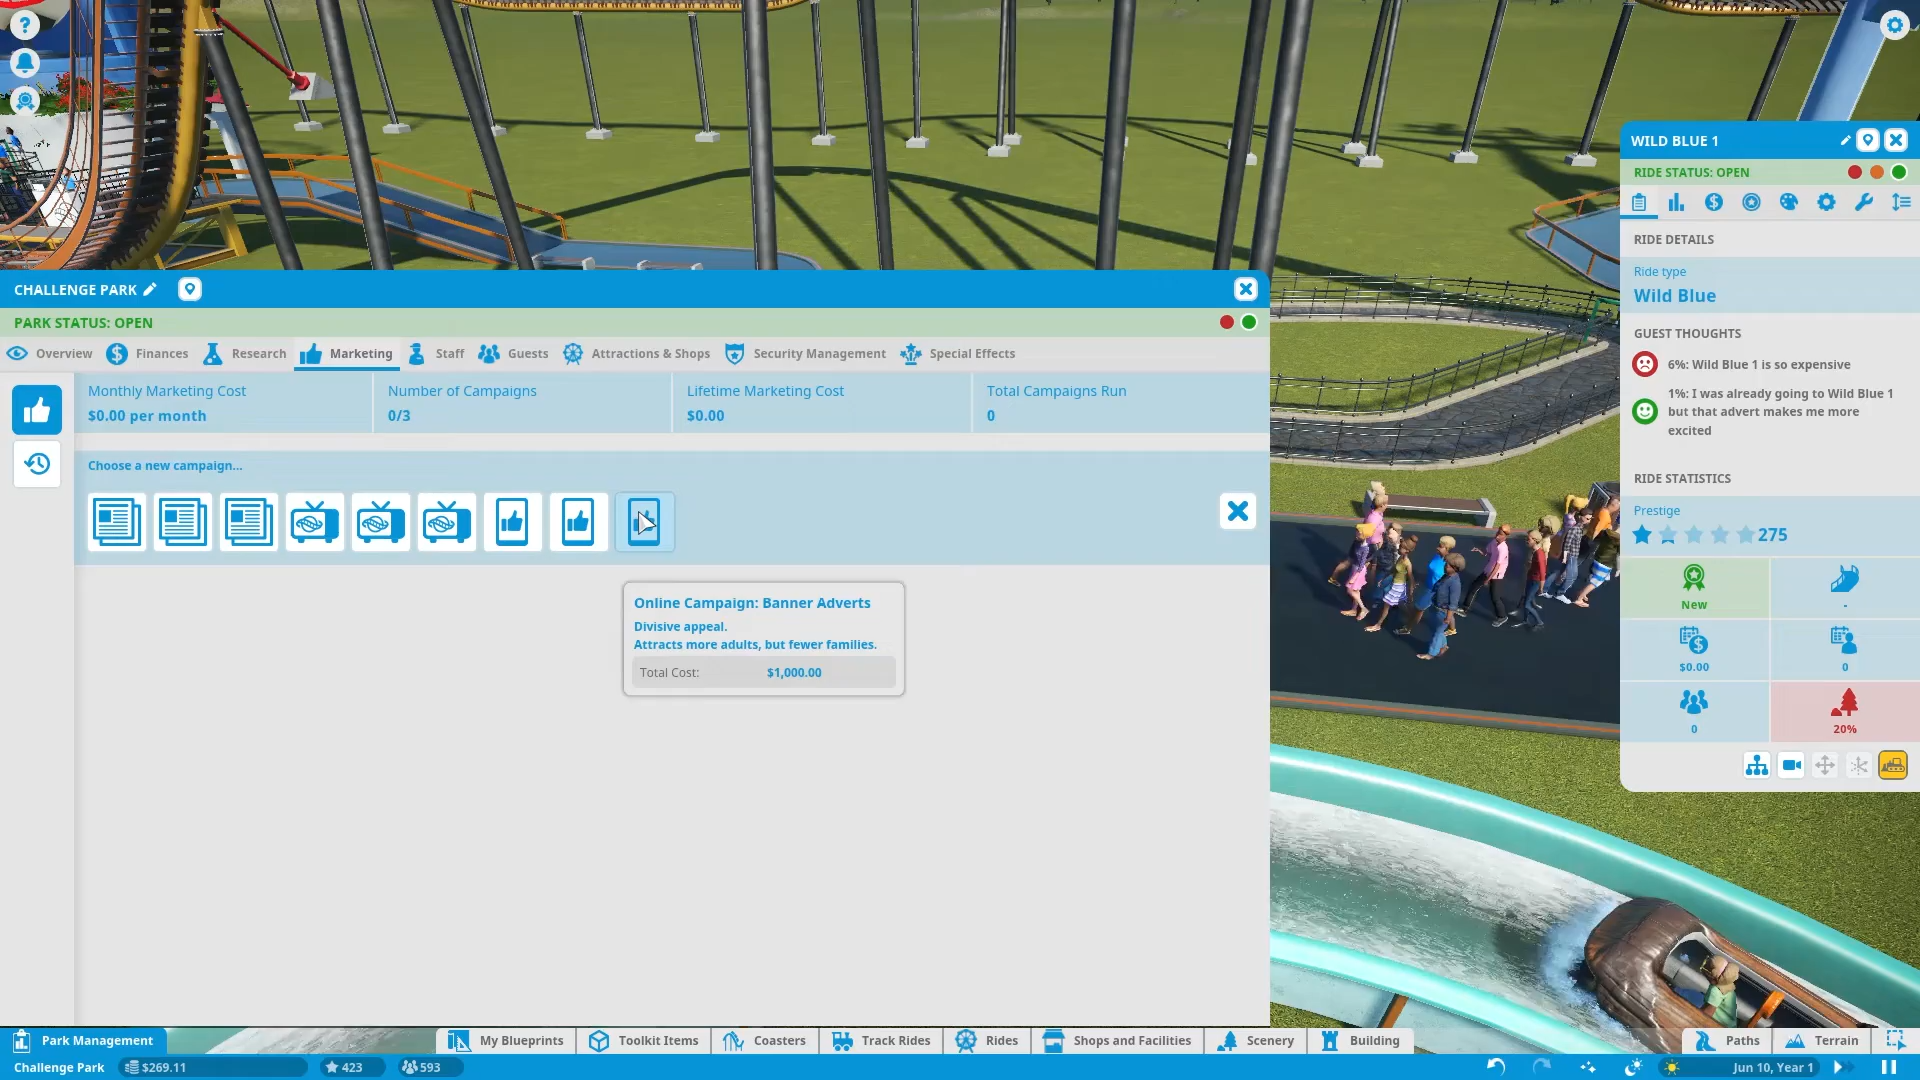 ?
WILD BLUE 1
RIDE STATUS: OPEN
RIDE DETAILS
Ride type
Wild Blue
GUEST THOUGHTS
6%: Wild Blue 1 is so expensive
1%: I was already going to Wild Blue 1
but that advert makes me more
excited
RIDE STATISTICS
Prestige
275
New
-
$0.00
0
0
20%
CHALLENGE PARK
PARK STATUS: OPEN
Overview
Finances
Research
Marketing
Staff
Guests
Attractions & Shops
Security Management
Special Effects
Monthly Marketing Cost
$0.00 per month
Number of Campaigns
0/3
Lifetime Marketing Cost
$0.00
Total Campaigns Run
0
Choose a new campaign...
Online Campaign: Banner Adverts
Divisive appeal.
Attracts more adults, but fewer families.
Total Cost: $1,000.00
Park Management
My Blueprints
Toolkit Items
Coasters
Track Rides
Rides
Shops and Facilities
Scenery
Building
Paths
Terrain
Challenge Park
$269.11
423
593
Jun 10, Year 1